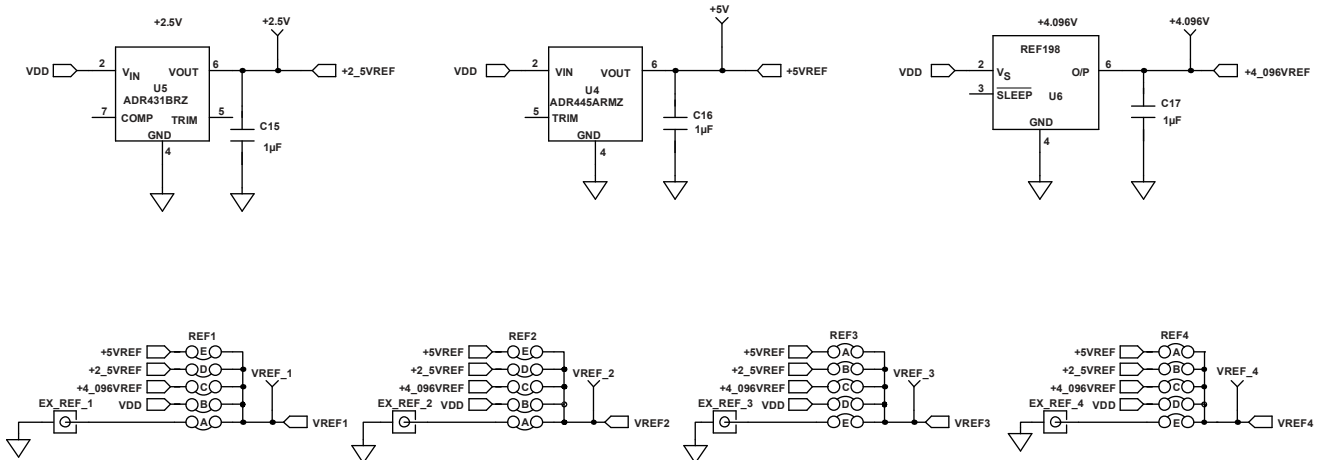 +2.5V
+2.5V
VDD
2
VIN
VOUT
6
+2_5VREF
U5
ADR431BRZ
7
COMP
TRIM
5
GND
4
C15
1µF
+5V
VDD
2
VIN
VOUT
6
+5VREF
U4
ADR445ARMZ
5
TRIM
GND
4
C16
1µF
+4.096V
+4.096V
REF198
VDD
2
VS
O/P
6
+4_096VREF
3
SLEEP
U6
GND
4
C17
1µF
REF1
+5VREF
E
+2_5VREF
D
VREF_1
+4_096VREF
C
EX_REF_1
VDD
B
A
VREF1
REF2
+5VREF
E
+2_5VREF
D
VREF_2
+4_096VREF
C
EX_REF_2
VDD
B
A
VREF2
REF3
+5VREF
A
+2_5VREF
B
VREF_3
+4_096VREF
C
EX_REF_3
VDD
D
E
VREF3
REF4
+5VREF
A
+2_5VREF
B
VREF_4
+4_096VREF
C
EX_REF_4
VDD
D
E
VREF4